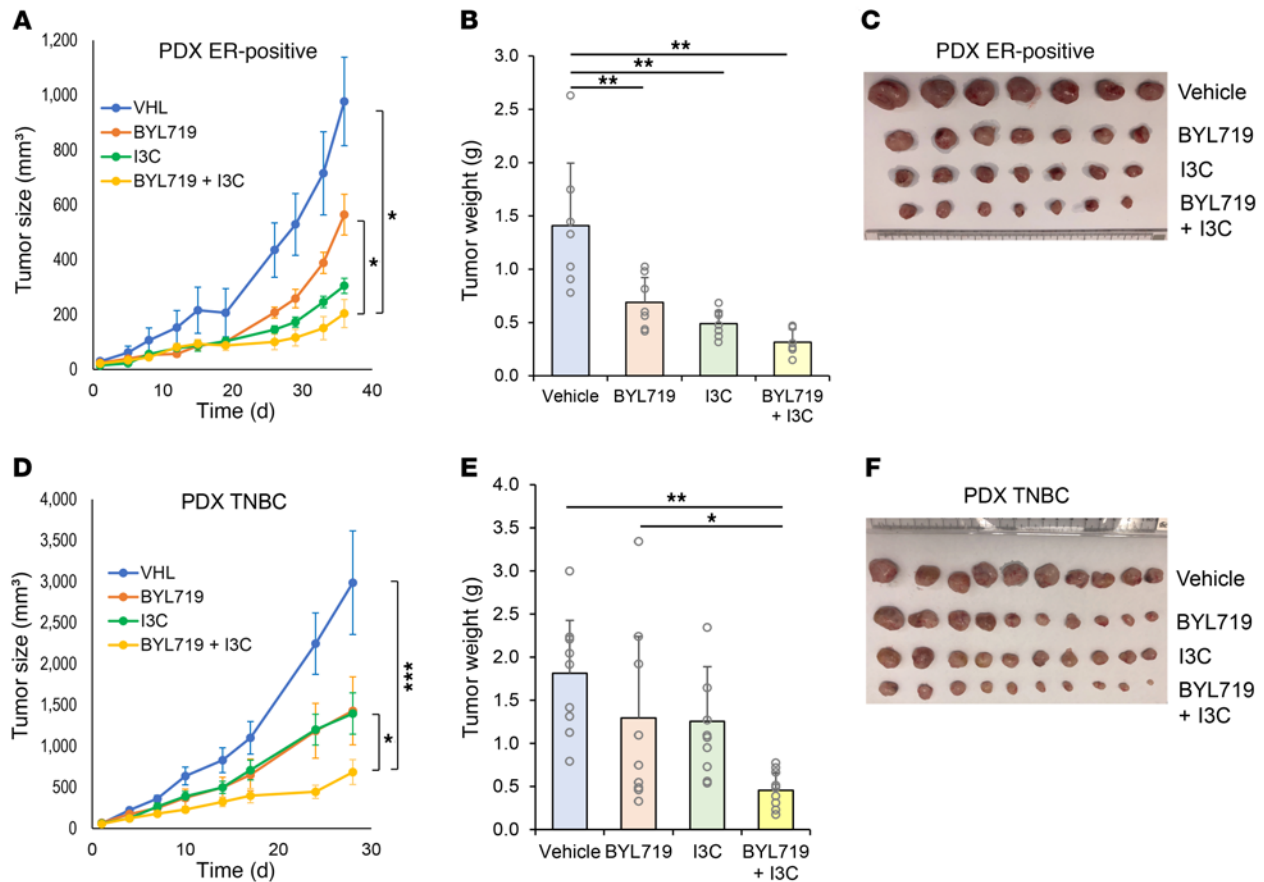 A
PDX ER-positive
Tumor size (mm³)
1,200
1,000
800
600
400
200
0
VHL
BYL719
I3C
BYL719 + I3C
*
*
0 10 20 30 40
Time (d)
B
Tumor weight (g)
3.0
2.5
2.0
1.5
1.0
0.5
0.0
**
**
**
Vehicle BYL719 I3C BYL719
+ I3C
C
PDX ER-positive
Vehicle
BYL719
I3C
BYL719
+ I3C
D
PDX TNBC
Tumor size (mm³)
4,000
3,500
3,000
2,500
2,000
1,500
1,000
500
0
VHL
BYL719
I3C
BYL719 + I3C
*
***
0 10 20 30
Time (d)
E
Tumor weight (g)
4.0
3.5
3.0
2.5
2.0
1.5
1.0
0.5
0.0
**
*
Vehicle BYL719 I3C BYL719
+ I3C
F
PDX TNBC
Vehicle
BYL719
I3C
BYL719
+ I3C